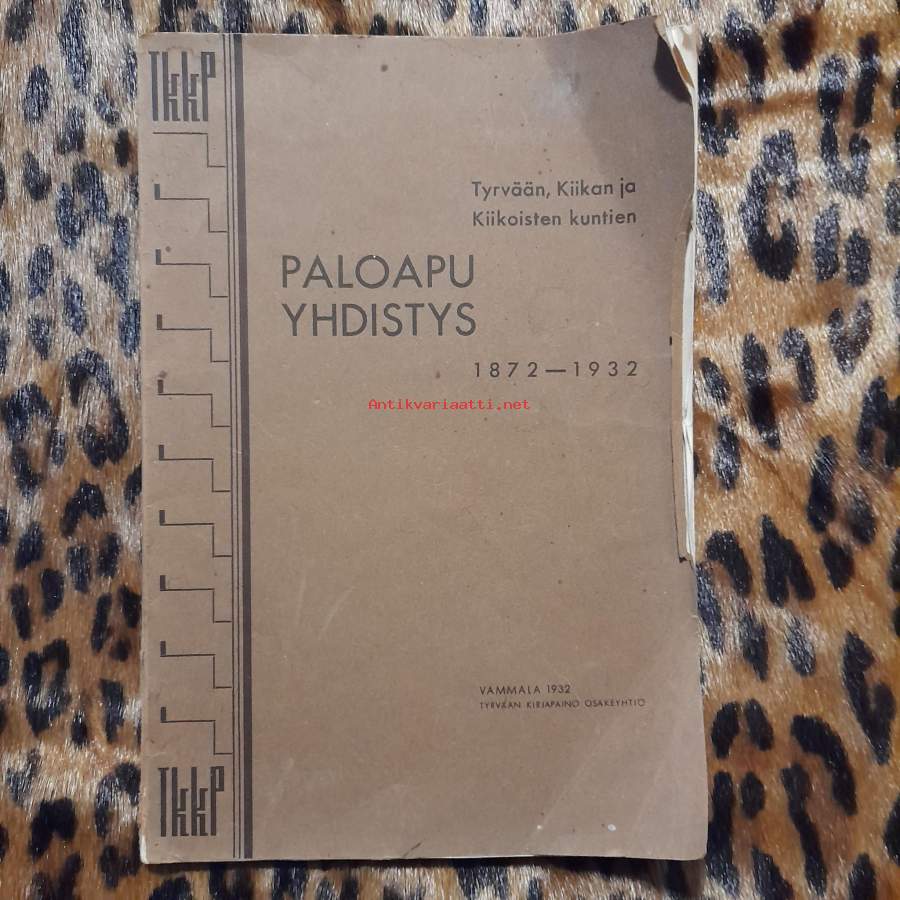 TKKP
Tyrvään, Kiikan ja
Kiikoisten kuntien
PALOAPU
YHDISTYS
1872—1932
Antikvariaatti.net
VAMMALA 1932
TYRVÄÄN KIRJAPAINO OSAKEYHTIÖ
TKKP